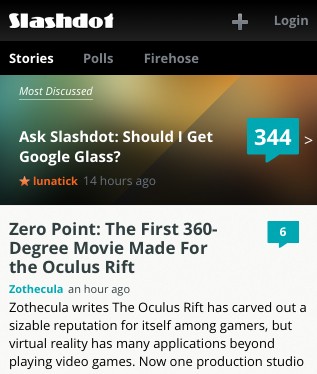 Slashdot + Login
Stories Polls Firehose
Most Discussed
Ask Slashdot: Should I Get
Google Glass?
344 >
lunatick 14 hours ago
Zero Point: The First 360-
Degree Movie Made For
the Oculus Rift
6
Zothecula an hour ago
Zothecula writes The Oculus Rift has carved out a
sizable reputation for itself among gamers, but
virtual reality has many applications beyond
playing video games. Now one production studio